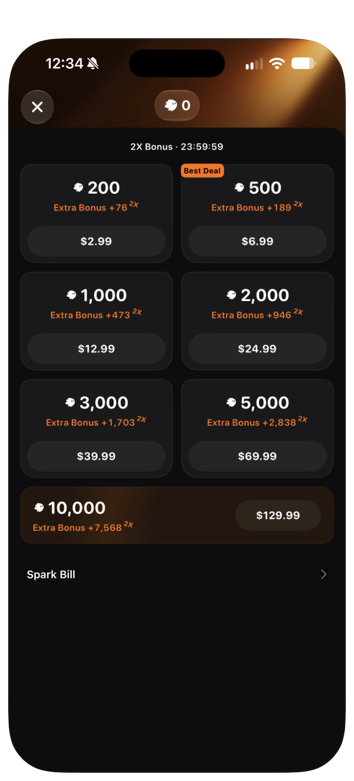 12:34
0
2X Bonus · 23:59:59
200
Extra Bonus +76 2x
$2.99
Best Deal
500
Extra Bonus +189 2x
$6.99
1,000
Extra Bonus +473 2x
$12.99
2,000
Extra Bonus +946 2x
$24.99
3,000
Extra Bonus +1,703 2x
$39.99
5,000
Extra Bonus +2,838 2x
$69.99
10,000
Extra Bonus +7,568 2x
$129.99
Spark Bill